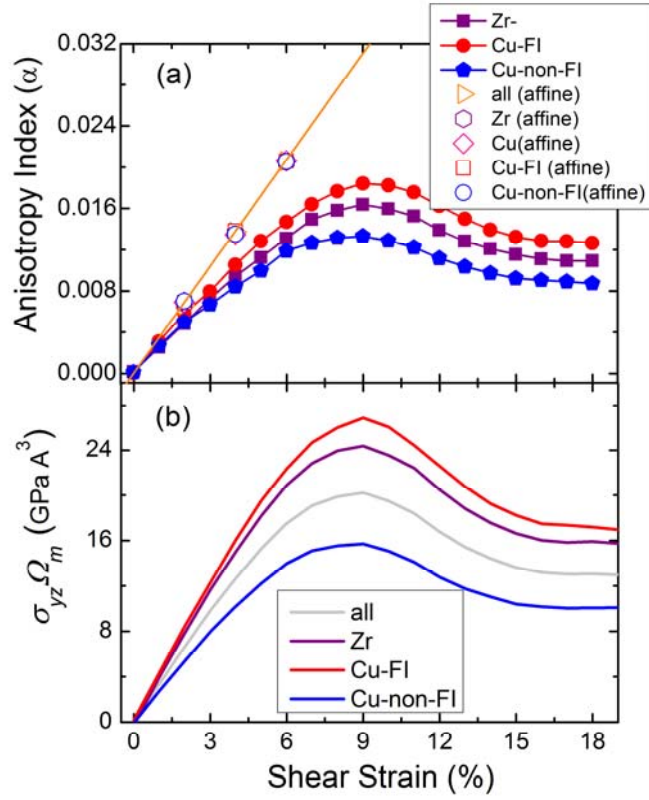 0.032
0.024
0.016
0.008
0.000
Anisotropy Index (α)
(a)
Zr-
Cu-FI
Cu-non-FI
all (affine)
Zr (affine)
Cu(affine)
Cu-FI (affine)
Cu-non-FI(affine)
(b)
24
16
8
0
σyzΩm (GPa A³)
all
Zr
Cu-FI
Cu-non-FI
0 3 6 9 12 15 18
Shear Strain (%)